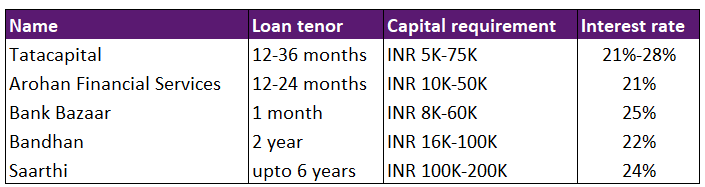 Name Loan tenor Capital requirement Interest rate
Tatacapital 12-36 months INR 5K-75K 21%-28%
Arohan Financial Services 12-24 months INR 10K-50K 21%
Bank Bazaar 1 month INR 8K-60K 25%
Bandhan 2 year INR 16K-100K 22%
Saarthi upto 6 years INR 100K-200K 24%